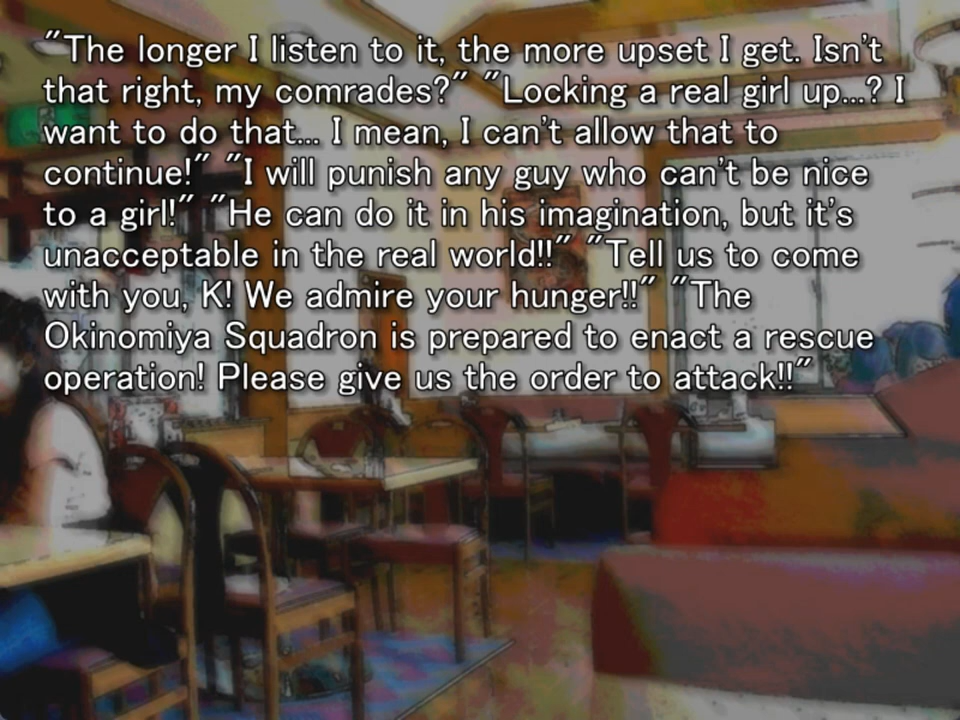 "The longer I listen to it, the more upset I get. Isn't
that right, my comrades?" "Locking a real girl up...? I
want to do that... I mean, I can't allow that to
continue!" "I will punish any guy who can't be nice
to a girl!" "He can do it in his imagination, but it's
unacceptable in the real world!!" "Tell us to come
with you, K! We admire your hunger!!" "The
Okinomiya Squadron is prepared to enact a rescue
operation! Please give us the order to attack!!"